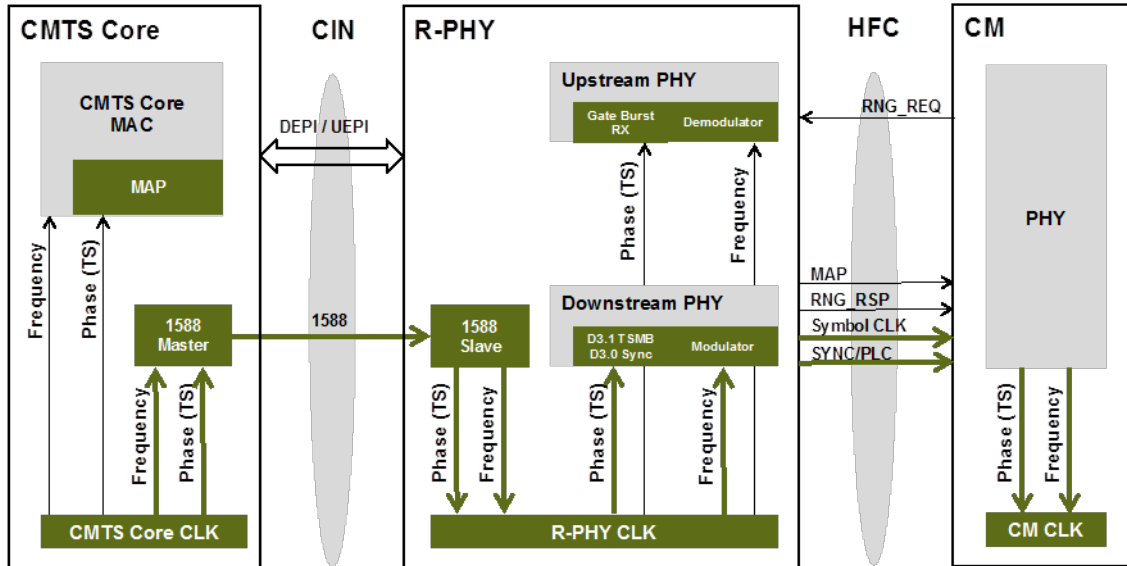 CMTS Core
CIN
R-PHY
HFC
CM
CMTS Core
MAC
MAP
DEPI / UEPI
Upstream PHY
Gate Burst
RX
Demodulator
RNG_REQ
PHY
Frequency
Phase (TS)
Phase (TS)
Frequency
MAP
RNG_RSP
Symbol CLK
SYNC/PLC
1588
Master
1588
1588
Slave
Downstream PHY
D3.1 TSMB
D3.0 Sync
Modulator
Frequency
Phase (TS)
Phase (TS)
Frequency
Phase (TS)
Frequency
Phase (TS)
Frequency
CMTS Core CLK
R-PHY CLK
CM CLK